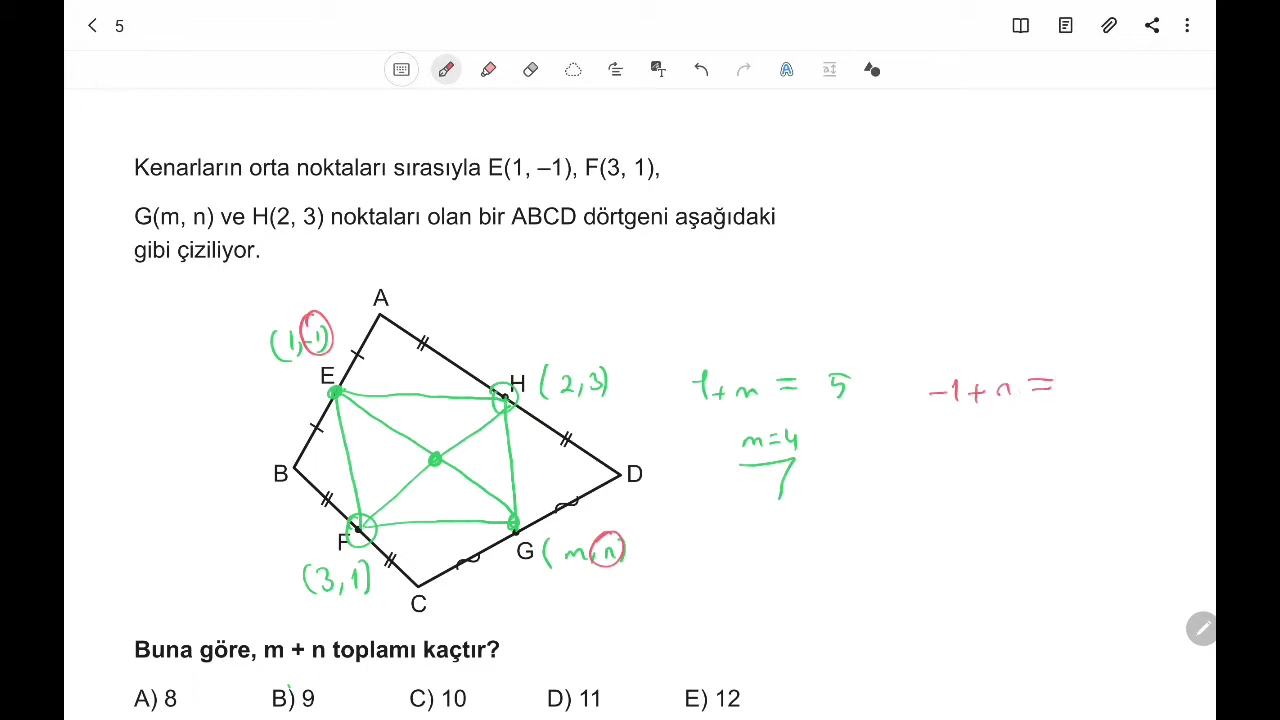 5
Kenarların orta noktaları sırasıyla E(1, –1), F(3, 1),
G(m, n) ve H(2, 3) noktaları olan bir ABCD dörtgeni aşağıdaki
gibi çiziliyor.
A
(1,-1)
E
H (2,3)
1+m = 5
-1+n =
m=4
B
D
F
G (m,n)
(3,1)
C
Buna göre, m + n toplamı kaçtır?
A) 8 B) 9 C) 10 D) 11 E) 12